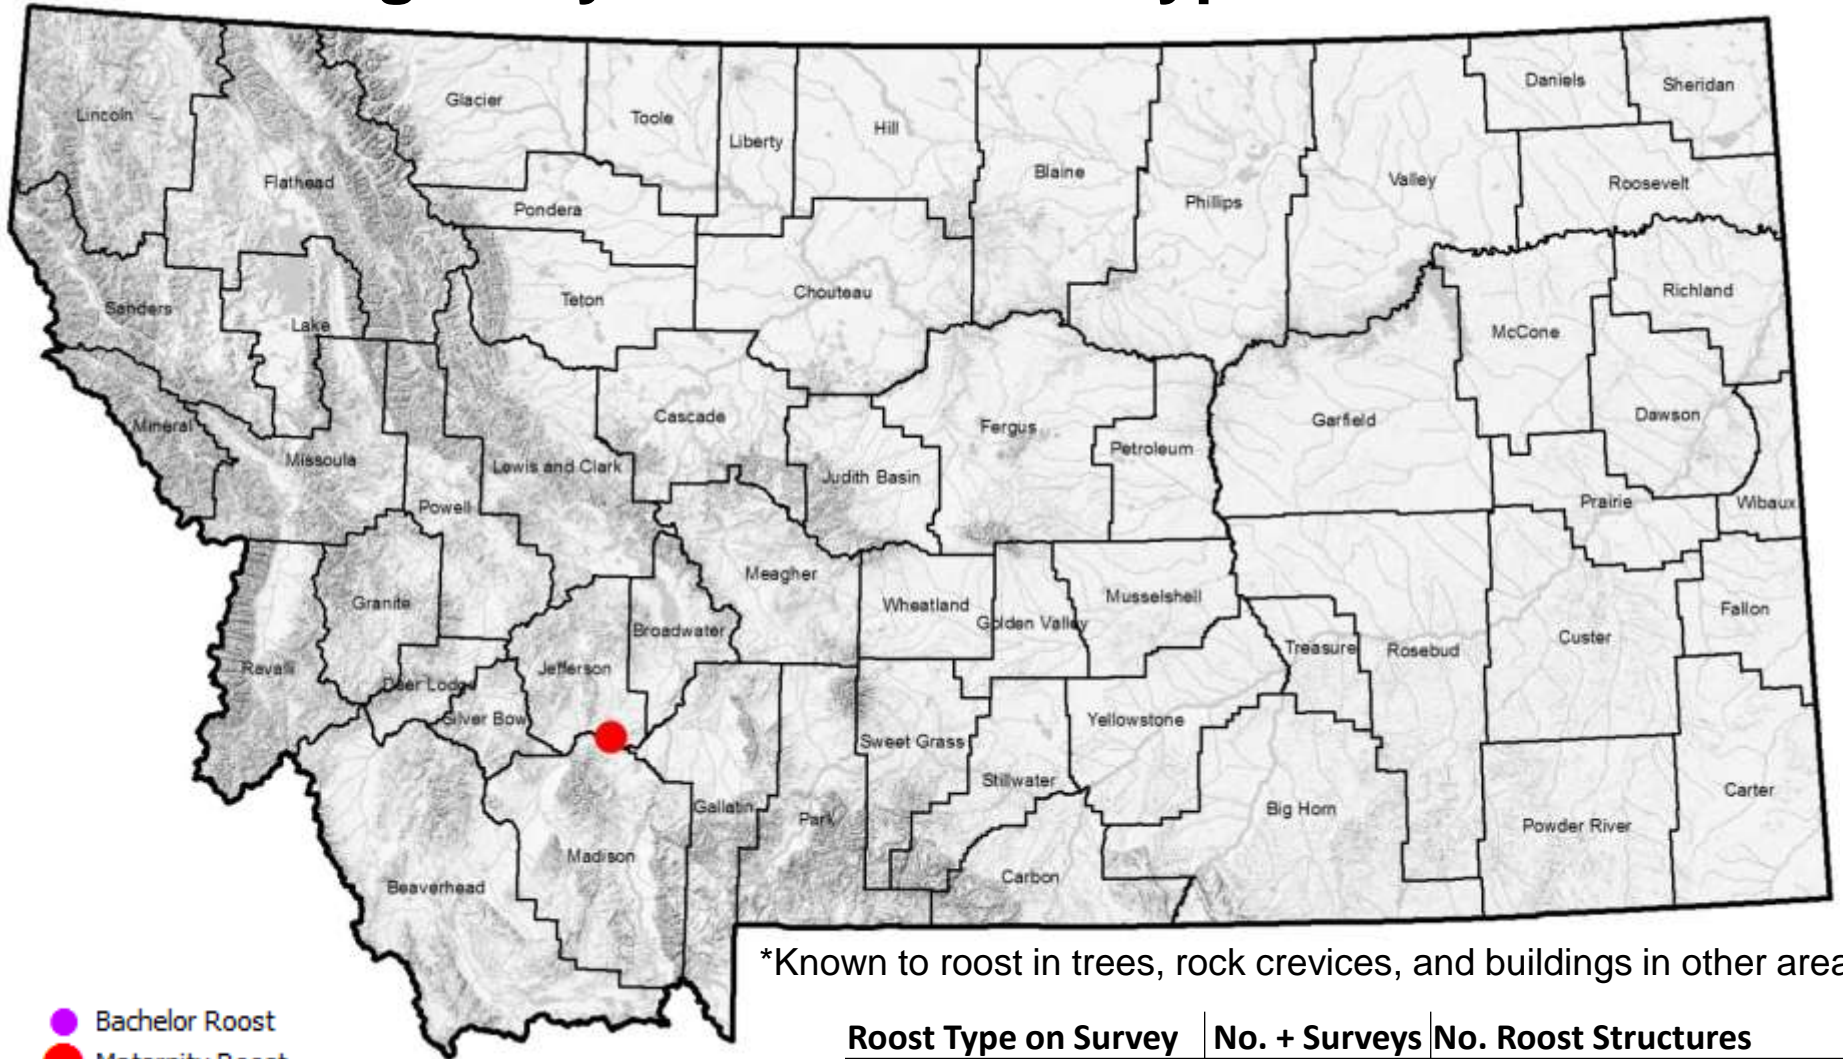 Daniels
Sheridan
Glacier
Lincoln
Toole
Hill
Liberty
Blaine
Flathead
Valley
Roosevelt
Pondera
Phillips
Teton
Chouteau
Richland
Sanders
Lake
McCone
Cascade
Dawson
Mineral
Fergus
Garfield
Missoula
Lewis and Clark
Judith Basin
Petroleum
Powell
Prairie
Wibaux
Meagher
Granite
Wheatland
Musselshell
Fallon
Broadwater
Golden Valley
Custer
Ravalli
Jefferson
Treasure
Rosebud
Deer Lodge
Silver Bow
Yellowstone
Sweet Grass
Stillwater
Gallatin
Park
Big Horn
Carter
Powder River
Madison
Beaverhead
Carbon
*Known to roost in trees, rock crevices, and buildings in other
Bachelor Roost
Maternity Roost
Roost Type on Survey No. + Surveys No. Roost Structures